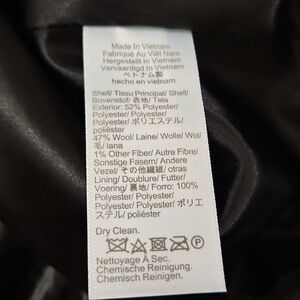 Made In Vietnam
Fabriqué Au Viêt Nam
Hergestellt in Vietnam
Vervaardigd In Vietnam
ベトナム製
hecho en vietnam
Shell/ Tissu Principal/ Shell/
Bovenstof/ 表地/ Tela
Exterior: 52% Polyester/
Polyester/ Polyester/
Polyester/ ポリエステル/
poliéster
47% Wool/ Laine/ Wolle/ Wol/
毛/ lana
1% Other Fiber/ Autre Fibre/
Sonstige Fasern/ Andere
Vezel/ その他繊維/ otras
Lining/ Doublure/ Futter/
Voering/ 裏地/ Forro: 100%
Polyester/ Polyester/
Polyester/ Polyester/ ポリエ
ステル/ poliéster
Dry Clean.
P
Nettoyage À Sec.
Chemische Reinigung.
Chemisch Reinigen.